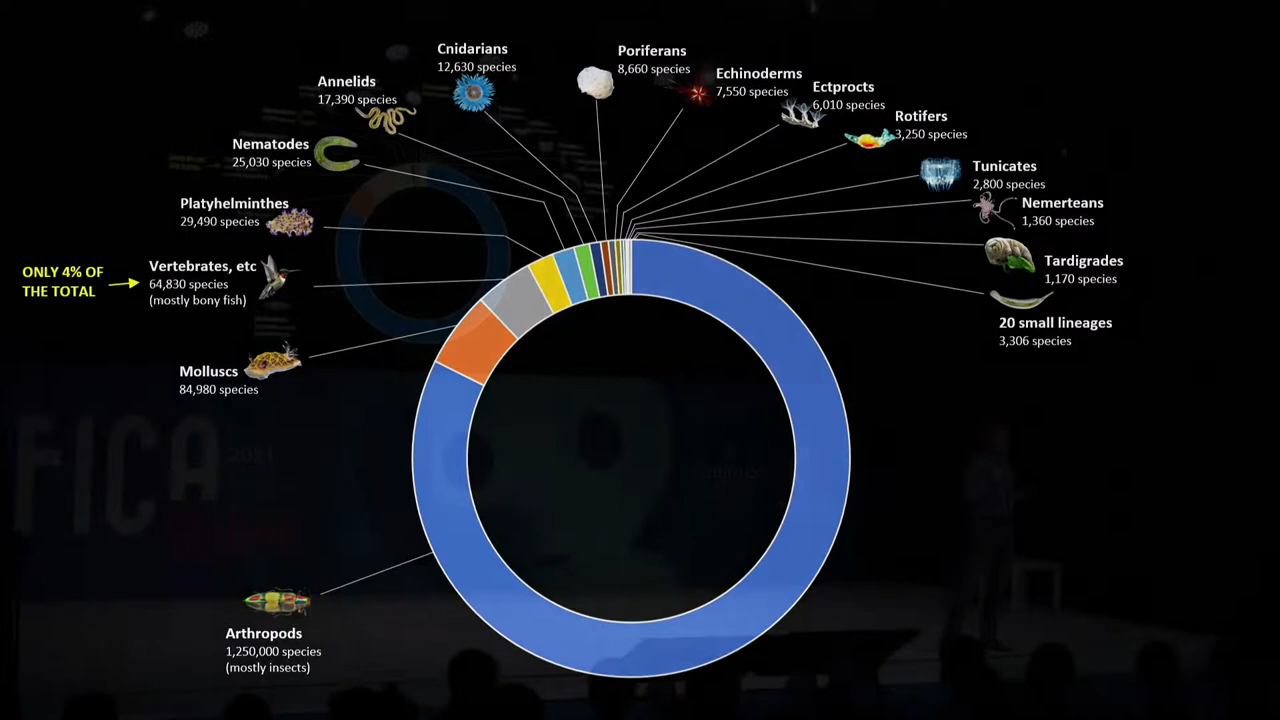 Cnidarians
12,630 species
Poriferans
8,660 species
Echinoderms
7,550 species
Ectprocts
6,010 species
Annelids
17,390 species
Rotifers
3,250 species
Nematodes
25,030 species
Tunicates
2,800 species
Platyhelminthes
29,490 species
Nemerteans
1,360 species
ONLY 4% OF
THE TOTAL
Vertebrates, etc
64,830 species
(mostly bony fish)
Tardigrades
1,170 species
20 small lineages
3,306 species
Molluscs
84,980 species
FICA
Arthropods
1,250,000 species
(mostly insects)